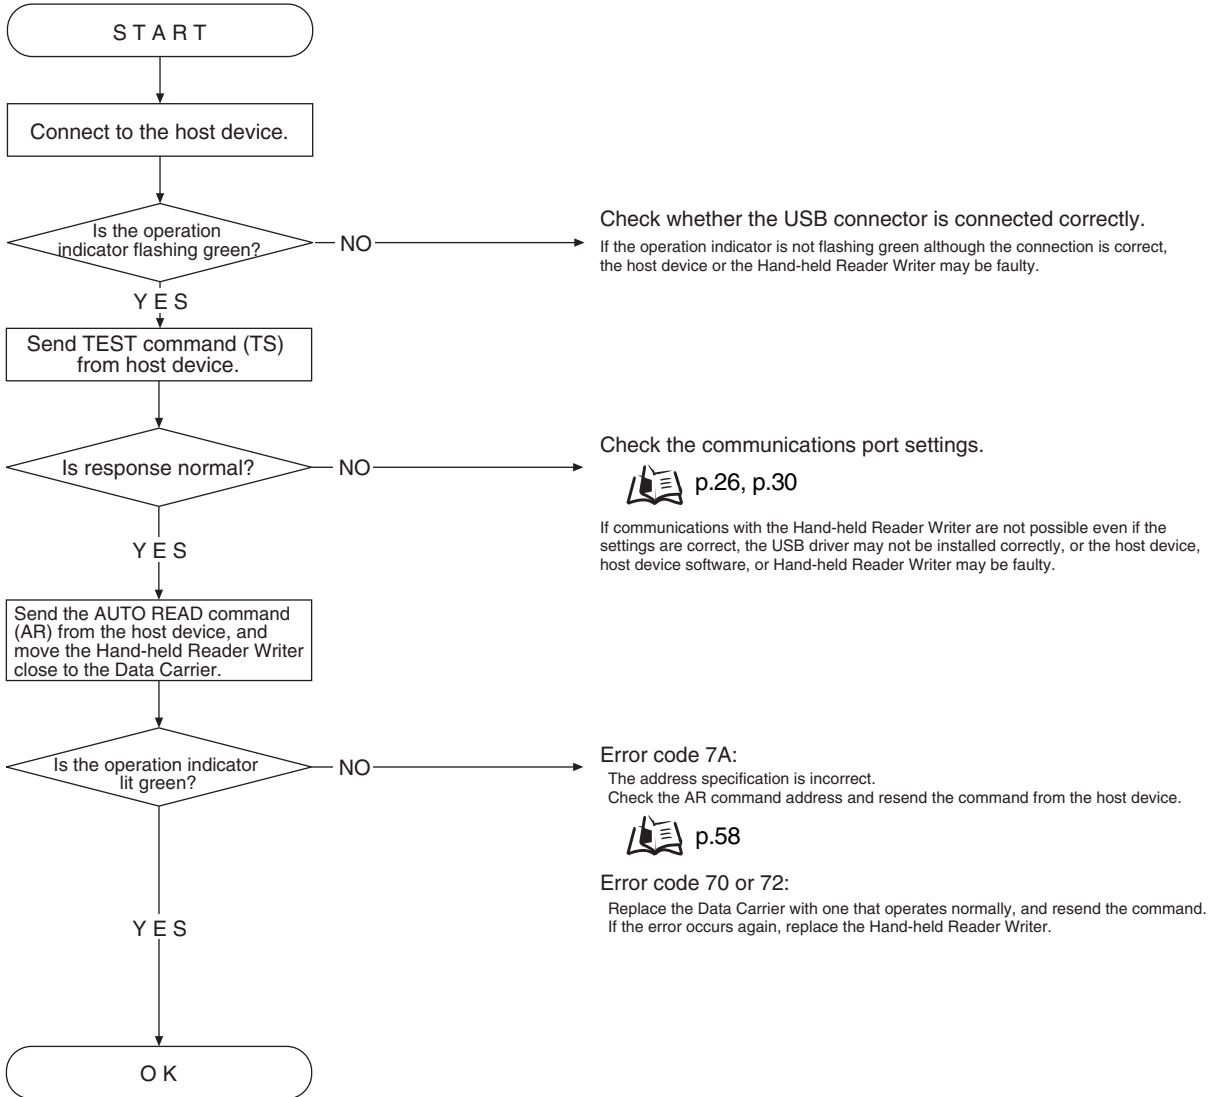 START
Connect to the host device.
Is the operation
indicator flashing green?
NO
Check whether the USB connector is connected correctly.
If the operation indicator is not flashing green although the connection is correct,
the host device or the Hand-held Reader Writer may be faulty.
YES
Send TEST command (TS)
from host device.
Is response normal?
NO
Check the communications port settings.
p.26, p.30
If communications with the Hand-held Reader Writer are not possible even if the
settings are correct, the USB driver may not be installed correctly, or the host device,
host device software, or Hand-held Reader Writer may be faulty.
YES
Send the AUTO READ command
(AR) from the host device, and
move the Hand-held Reader Writer
close to the Data Carrier.
Is the operation indicator
lit green?
NO
Error code 7A:
The address specification is incorrect.
Check the AR command address and resend the command from the host device.
p.58
Error code 70 or 72:
Replace the Data Carrier with one that operates normally, and resend the command.
If the error occurs again, replace the Hand-held Reader Writer.
YES
OK